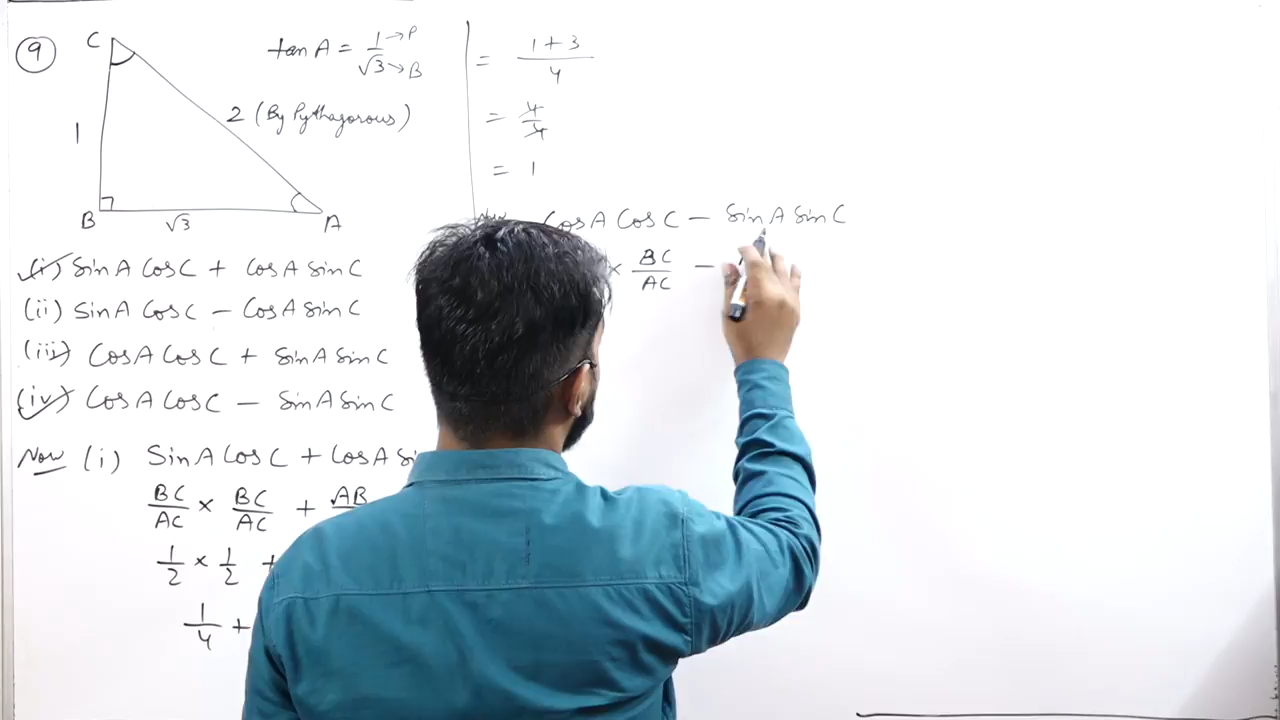 9
C
tan A = 1/√3 → P → B
1
2 (By Pythagorous)
B
√3
A
(i) Sin A Cos C + Cos A Sin C
(ii) Sin A Cos C - Cos A Sin C
(iii) Cos A Cos C + Sin A Sin C
(iv) Cos A Cos C - Sin A Sin C
Now (i) Sin A Cos C + Cos A
BC/AC × BC/AC + AB
1/2 × 1/2 +
1/4 +
= 1+3/4
= 4/4
= 1
Cos A Cos C - Sin A Sin C
× BC/AC -